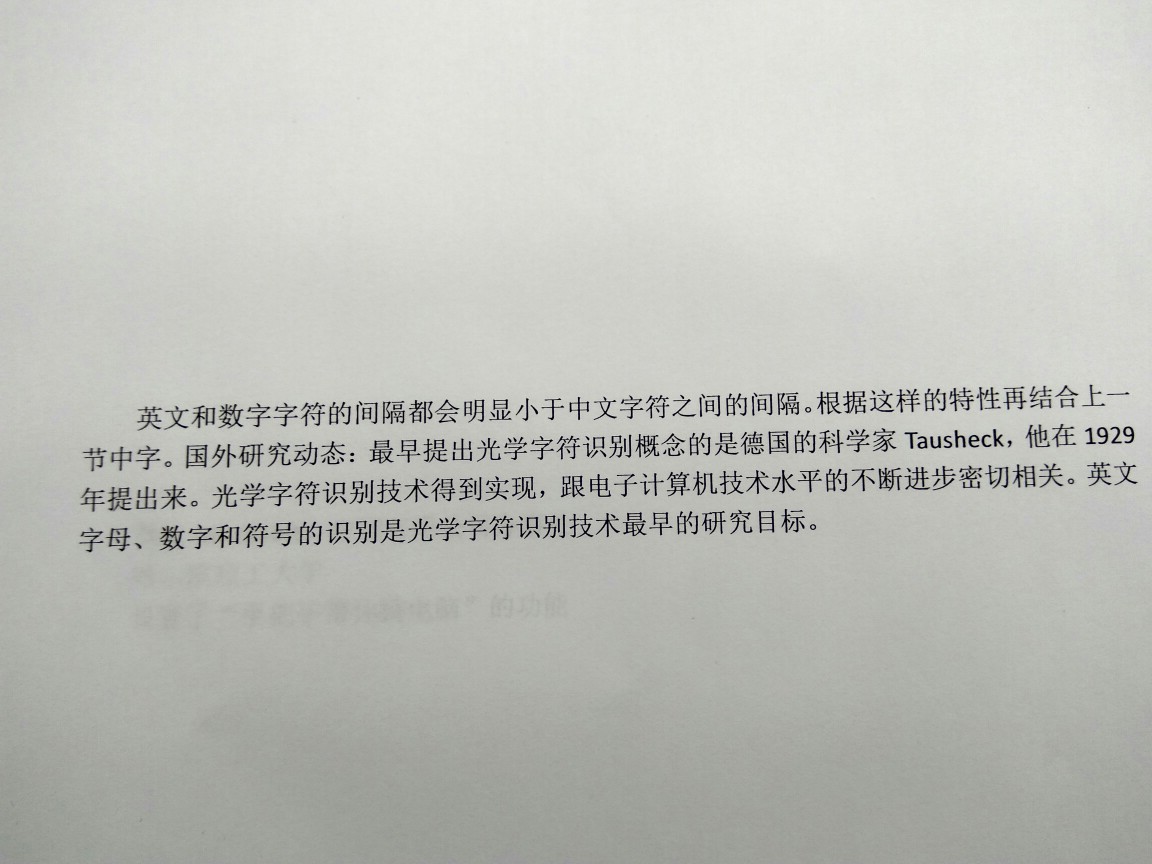 英文和数字字符的间隔都会明显小于中文字符之间的间隔。根据这样的特性再结合上一
节中字。国外研究动态：最早提出光学字符识别概念的是德国的科学家 Tausheck，他在 1929
年提出来。光学字符识别技术得到实现，跟电子计算机技术水平的不断进步密切相关。英文
字母、数字和符号的识别是光学字符识别技术最早的研究目标。
”的功能